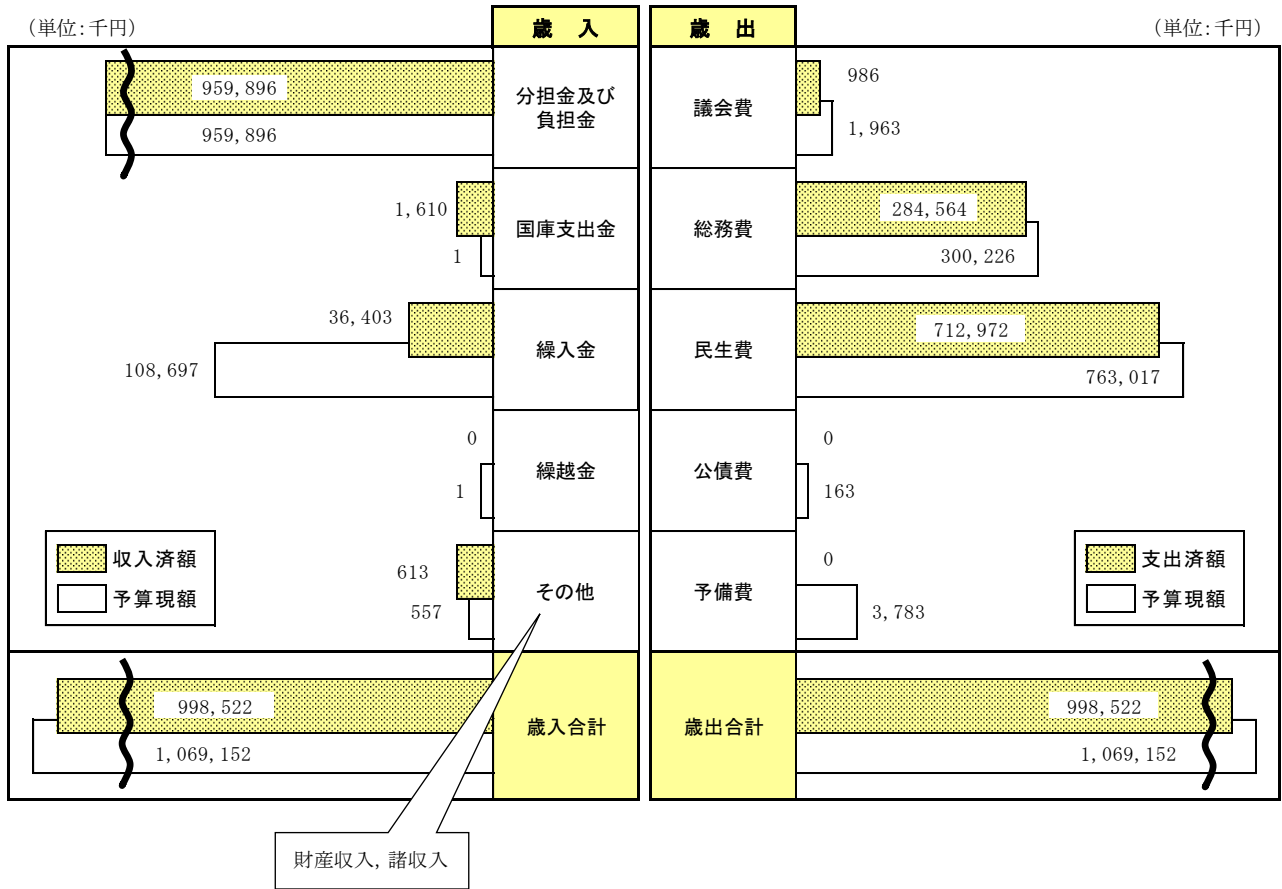 （単位：千円）
歳　入
歳　出
（単位：千円）
959,896
959,896
分担金及び
負担金
議会費
986
1,963
1,610
1
国庫支出金
総務費
284,564
300,226
36,403
108,697
繰入金
民生費
712,972
763,017
0
1
繰越金
公債費
0
163
収入済額
予算現額
613
557
その他
予備費
0
3,783
支出済額
予算現額
998,522
1,069,152
歳入合計
歳出合計
998,522
1,069,152
財産収入，諸収入